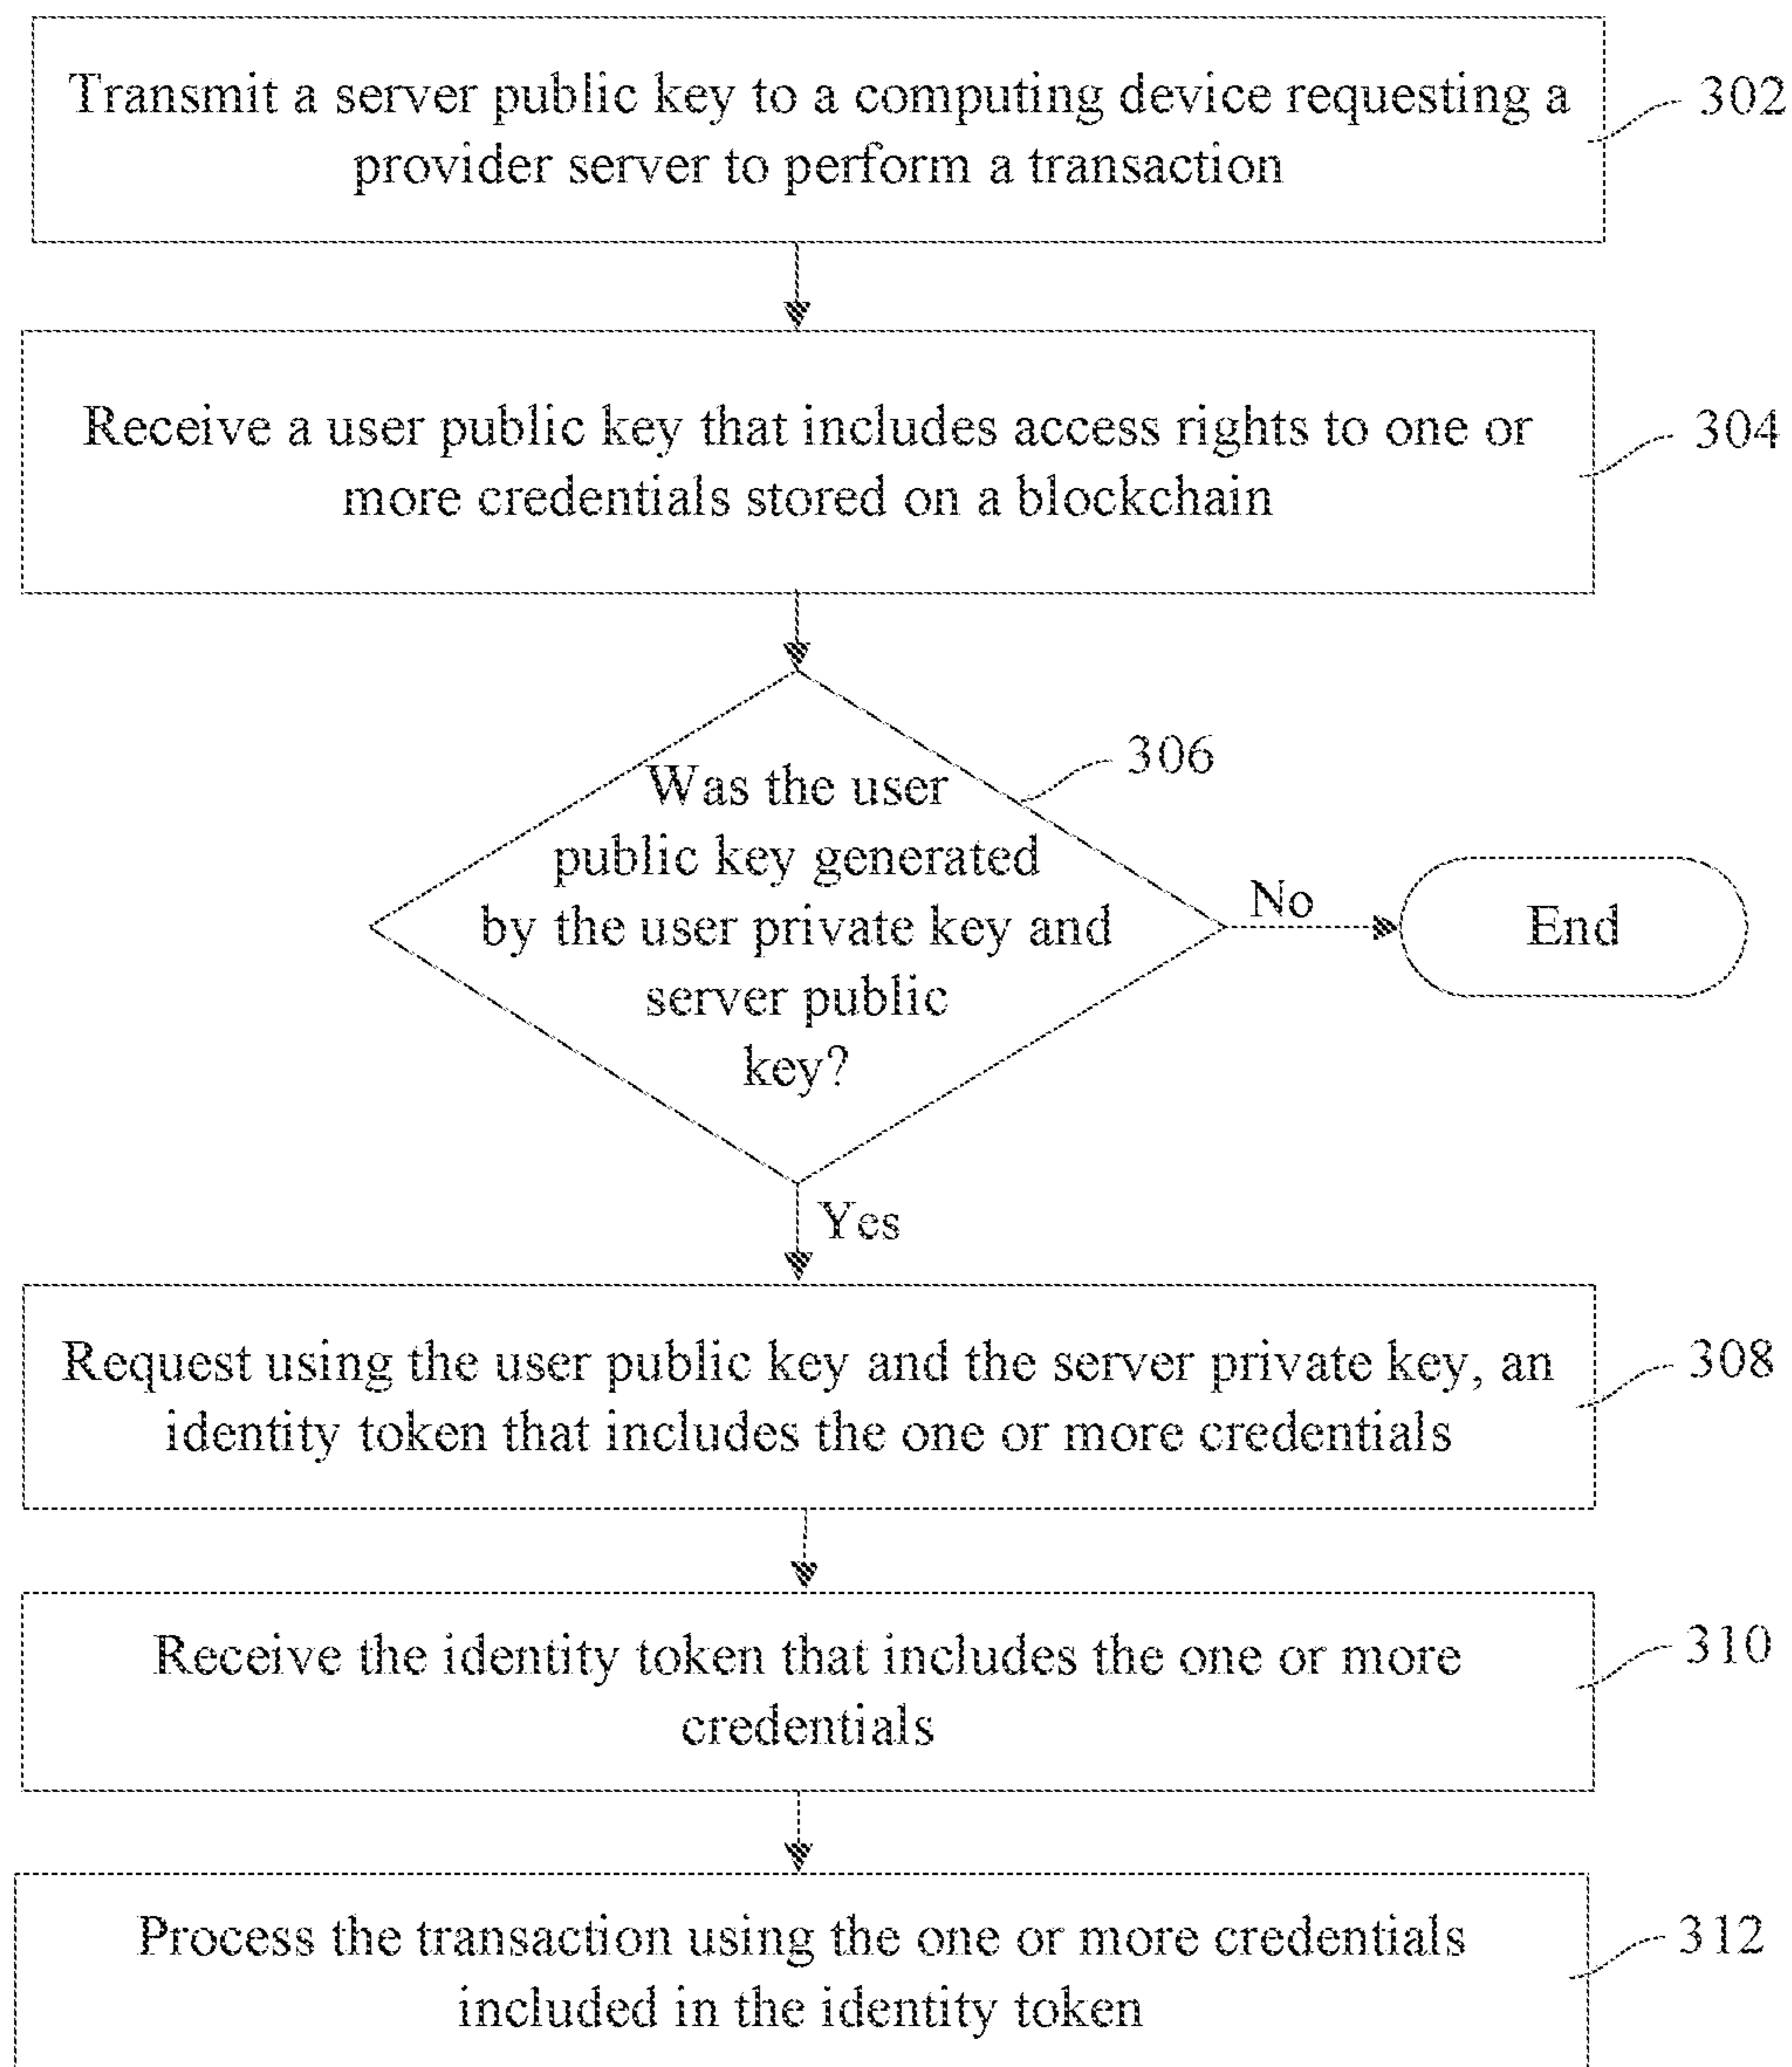 Transmit a server public key to a computing device requesting a
provider server to perform a transaction
302
Receive a user public key that includes access rights to one or
more credentials stored on a blockchain
304
306
Was the user
public key generated
by the user private key and
server public
key?
No
End
Yes
Request using the user public key and the server private key, an
identity token that includes the one or more credentials
308
Receive the identity token that includes the one or more
credentials
310
Process the transaction using the one or more credentials
included in the identity token
312